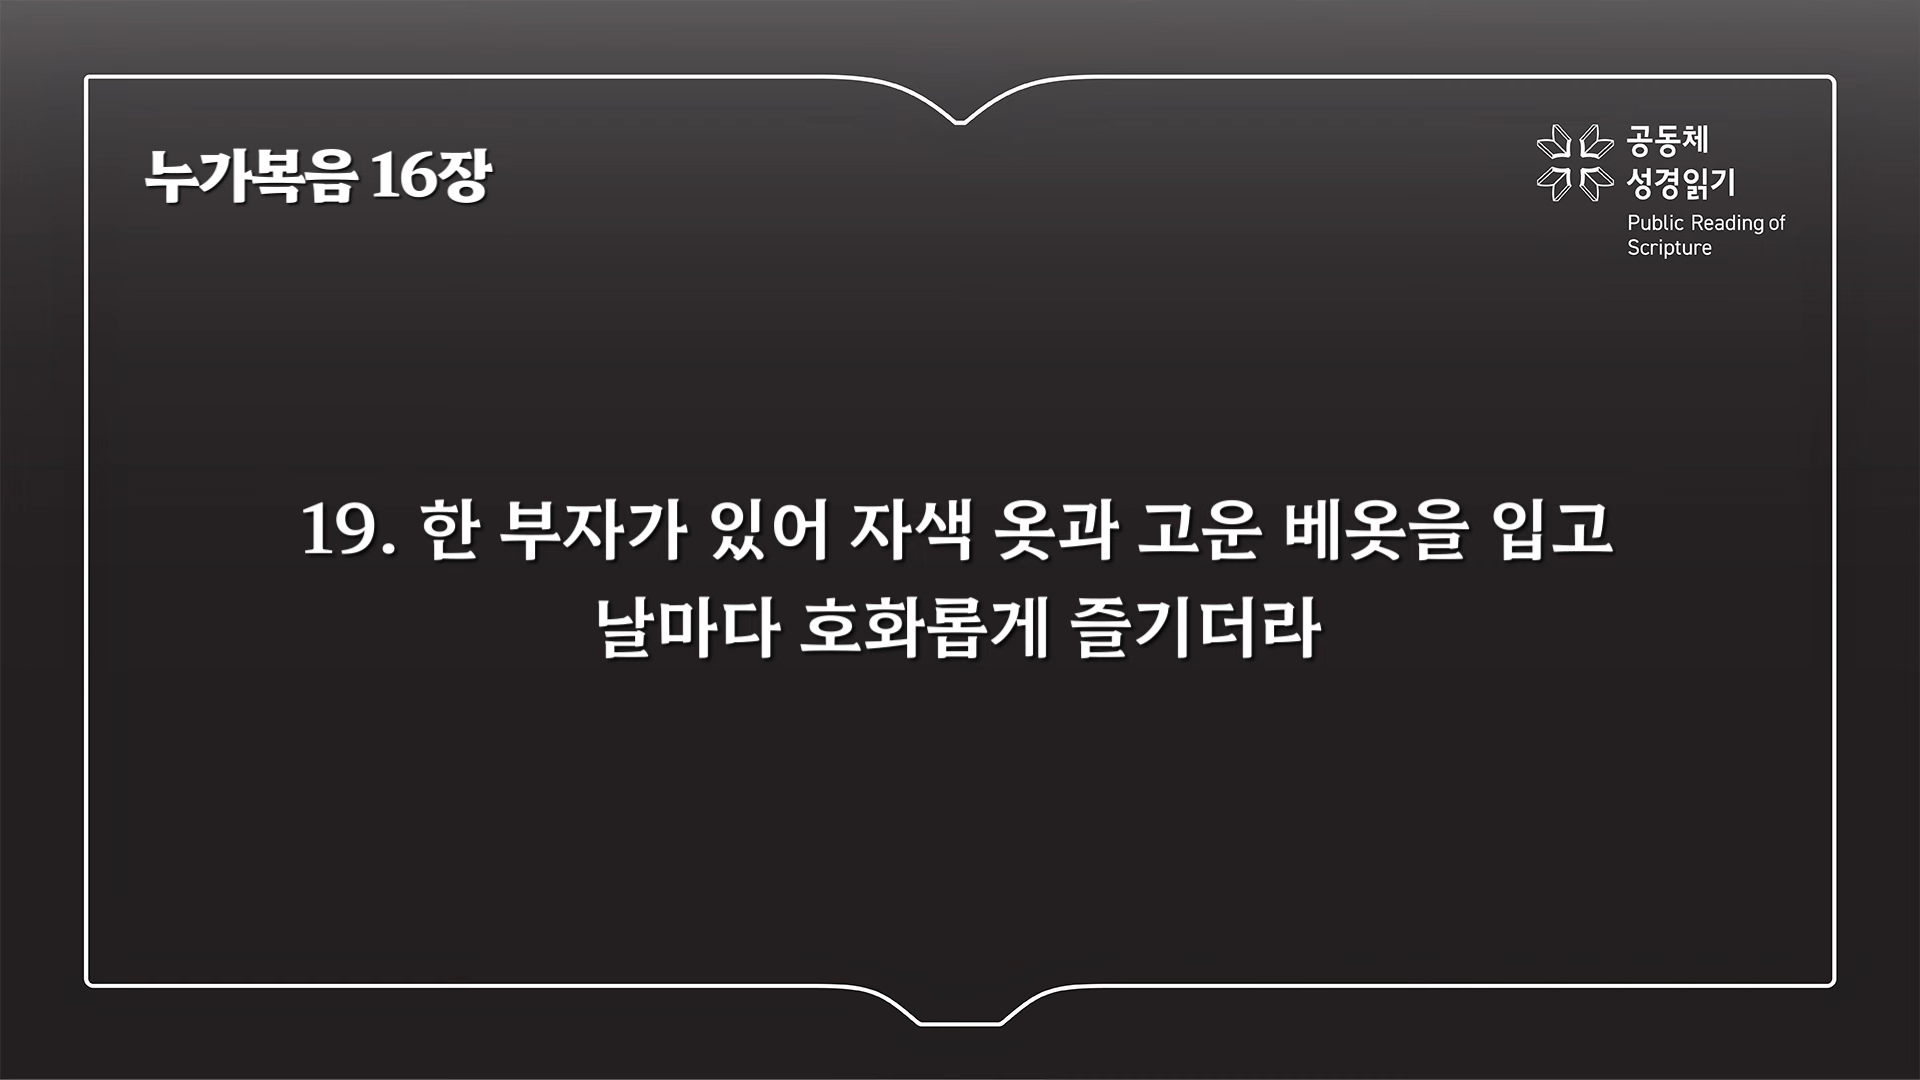 누가복음 16장
공동체
성경읽기
Public Reading of
Scripture
19. 한 부자가 있어 자색 옷과 고운 베옷을 입고
날마다 호화롭게 즐기더라